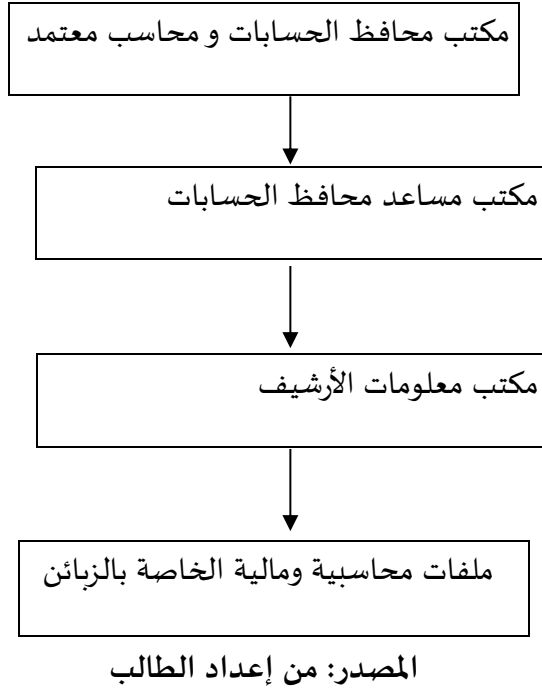 مكتب محافظ الحسابات و محاسب معتمد
مكتب مساعد محافظ الحسابات
مكتب معلومات الأرشيف
ملفات محاسبية ومالية الخاصة بالزبائن
المصدر: من إعداد الطالب